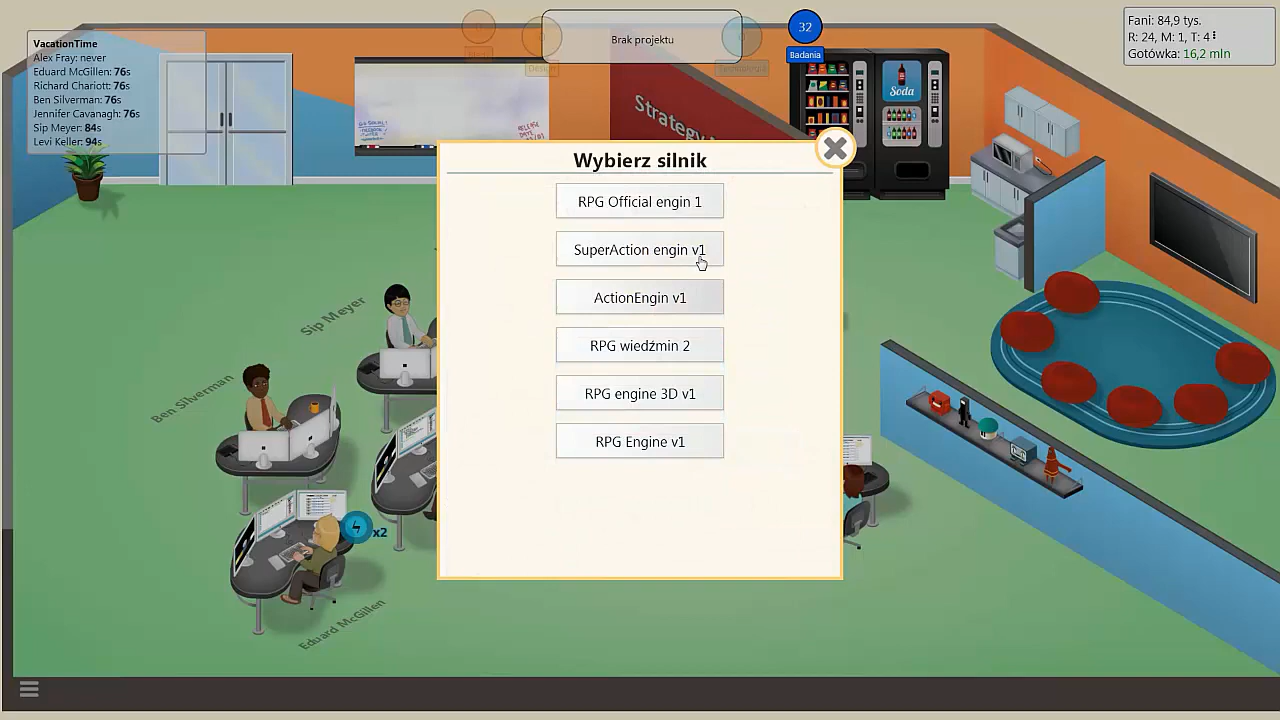 VacationTime
Alex Fray: never
Eduard McGillen: 76s
Richard Chariott: 76s
Ben Silverman: 76s
Jennifer Cavanagh: 76s
Sip Meyer: 84s
Levi Keller: 94s
Brak projektu
32
Badania
Fani: 84,9 tys.
R: 24, M: 1, T: 4
Gotówka: 16,2 mln
Soda
Strategy
RELEASE
Wybierz silnik
RPG Official engin 1
SuperAction engin v1
ActionEngin v1
RPG wiedźmin 2
RPG engine 3D v1
RPG Engine v1
Sip Meyer
Ben Silverman
x2
Eduard McGillen